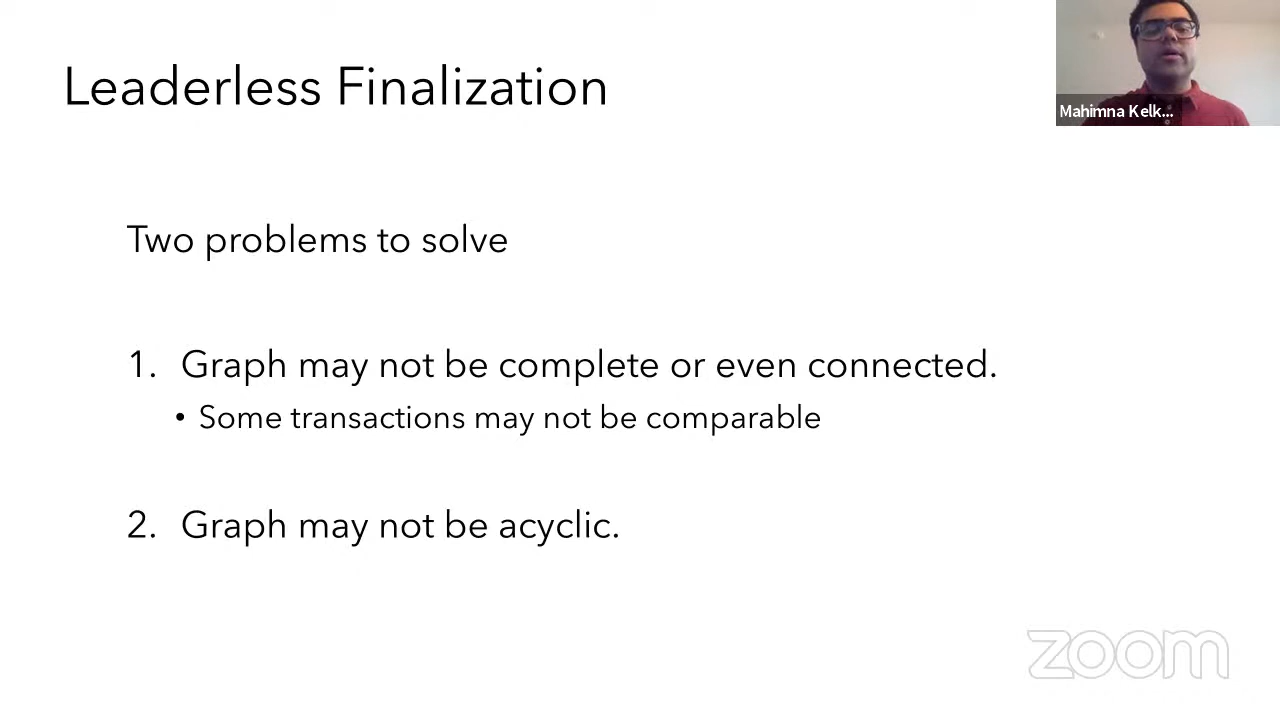 Leaderless Finalization
Mahimna Kelk...
Two problems to solve
1. Graph may not be complete or even connected.
• Some transactions may not be comparable
2. Graph may not be acyclic.
zoom